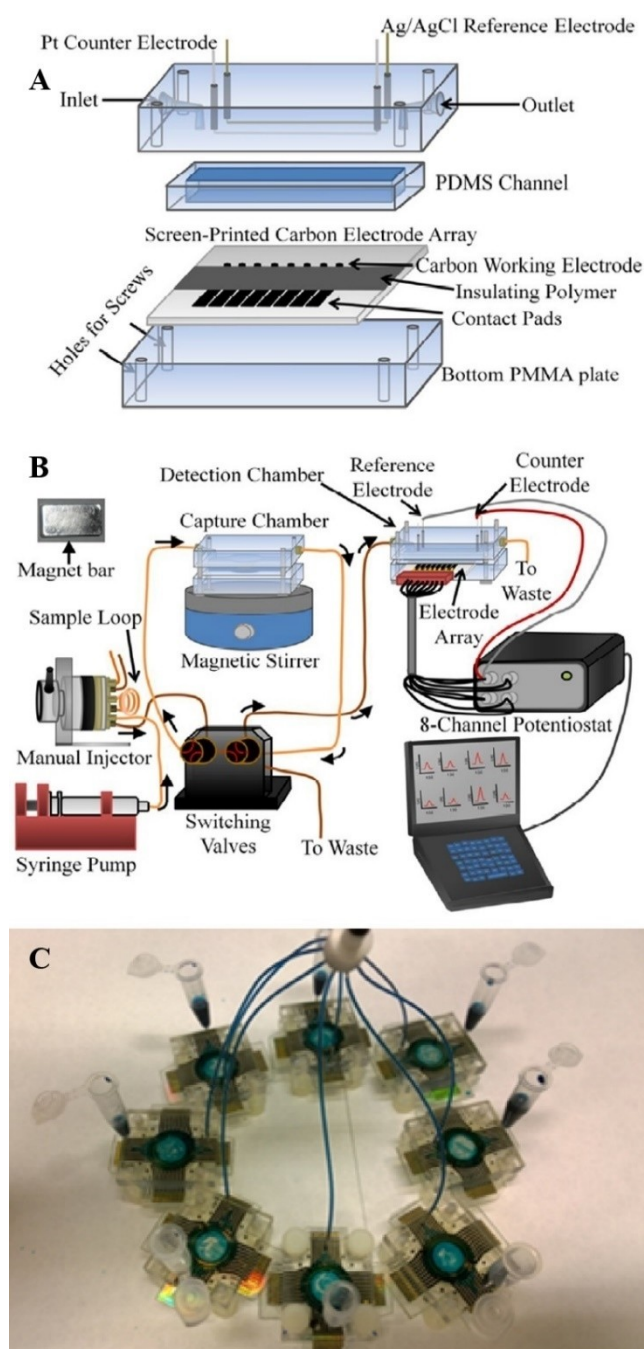 Pt Counter Electrode
Ag/AgCl Reference Electrode
A
Inlet
Outlet
PDMS Channel
Screen-Printed Carbon Electrode Array
Carbon Working Electrode
Insulating Polymer
Contact Pads
Holes for Screws
Bottom PMMA plate
B
Reference
Electrode
Counter
Electrode
Detection Chamber
Capture Chamber
Magnet bar
To
Waste
Electrode
Array
Sample Loop
Magnetic Stirrer
8-Channel Potentiostat
Manual Injector
Switching
Valves
To Waste
Syringe Pump
C